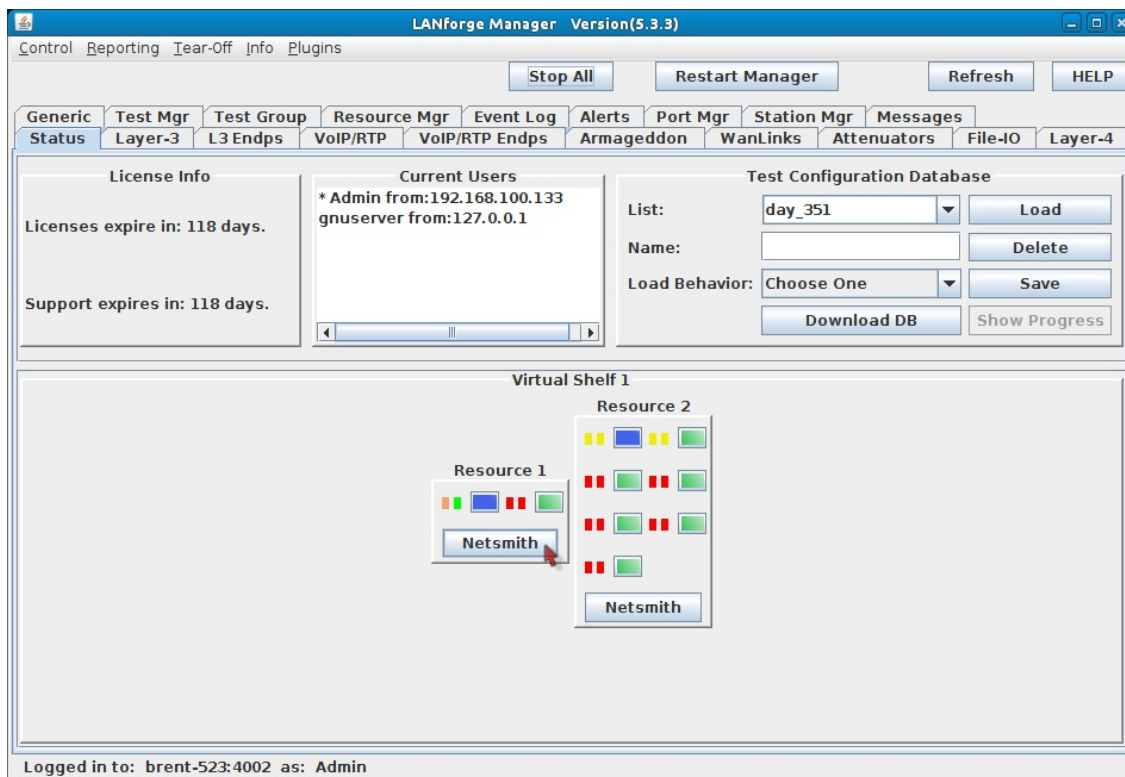 LANforge Manager Version(5.3.3)
Control Reporting Tear-Off Info Plugins
Stop All Restart Manager Refresh HELP
Generic Test Mgr Test Group Resource Mgr Event Log Alerts Port Mgr Station Mgr Messages
Status Layer-3 L3 Endps VoIP/RTP VoIP/RTP Endps Armageddon WanLinks Attenuators File-IO Layer-4
License Info
Licenses expire in: 118 days.
Support expires in: 118 days.
Current Users
* Admin from:192.168.100.133
gnuserver from:127.0.0.1
Test Configuration Database
List: day_351 Load
Name: Delete
Load Behavior: Choose One Save
Download DB Show Progress
Virtual Shelf 1
Resource 1
Netsmith
Resource 2
Netsmith
Logged in to: brent-523:4002 as: Admin